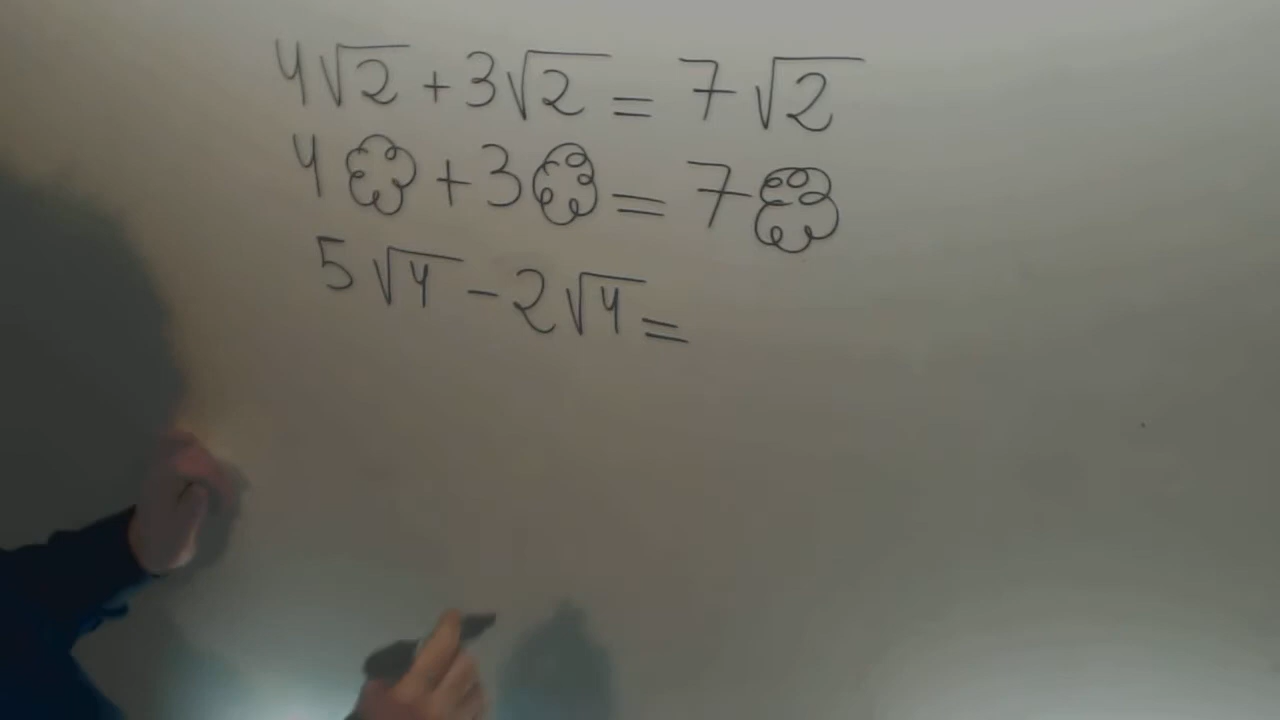 4√2 + 3√2 = 7√2
4 + 3 = 7
5√4 - 2√4 =